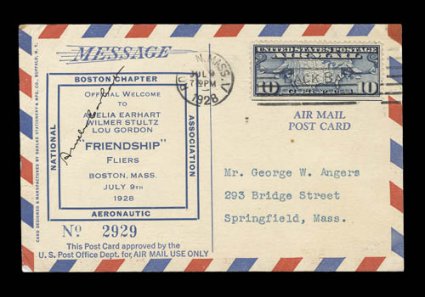 MESSAGE
BOSTON CHAPTER
NATIONAL
AERONAUTIC
ASSOCIATION
OFFICIAL WELCOME
TO
AMELIA EARHART
WILMER STULTZ
LOU GORDON
FRIENDSHIP"
FLIERS
BOSTON, MASS.
JULY 9TH
1928
No 2929
This Post Card approved by the
U. S. Post Office Dept. for AIR MAIL USE ONLY
MASS.
JUL 9
PM
1928
UNITED STATES POSTAGE
AIR MAIL
10 10
AIR MAIL
POST CARD
Mr. George W. Angers
293 Bridge Street
Springfield, Mass.